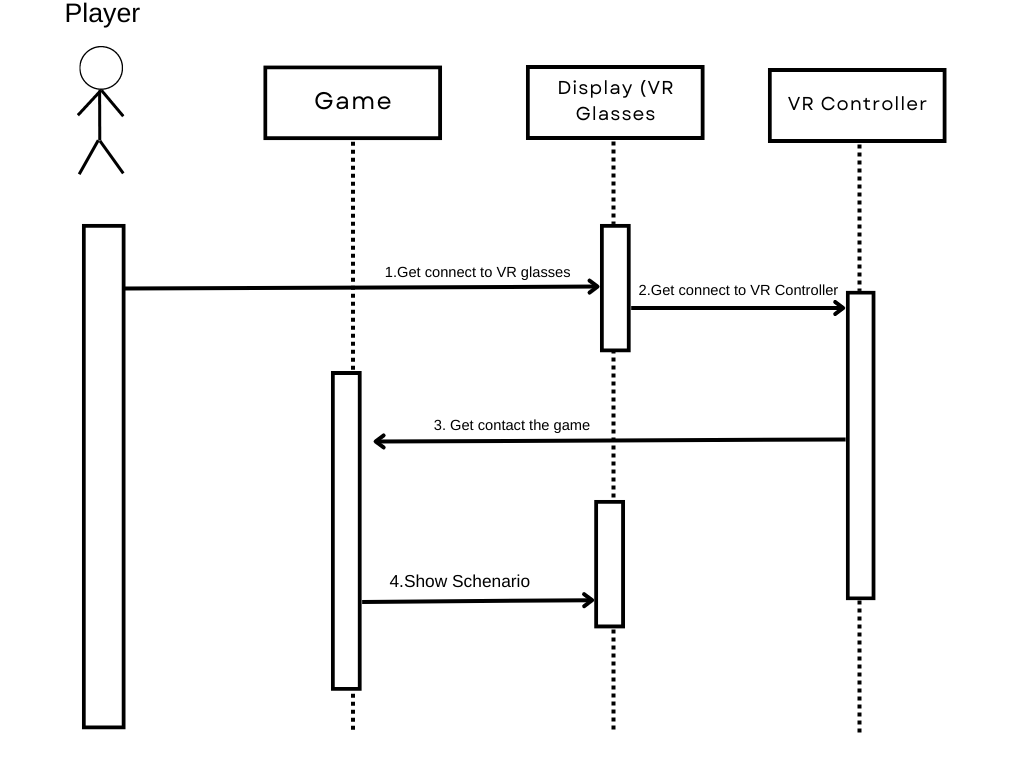 Player
Game
Display (VR
Glasses
VR Controller
1.Get connect to VR glasses
2.Get connect to VR Controller
3. Get contact the game
4.Show Schenario